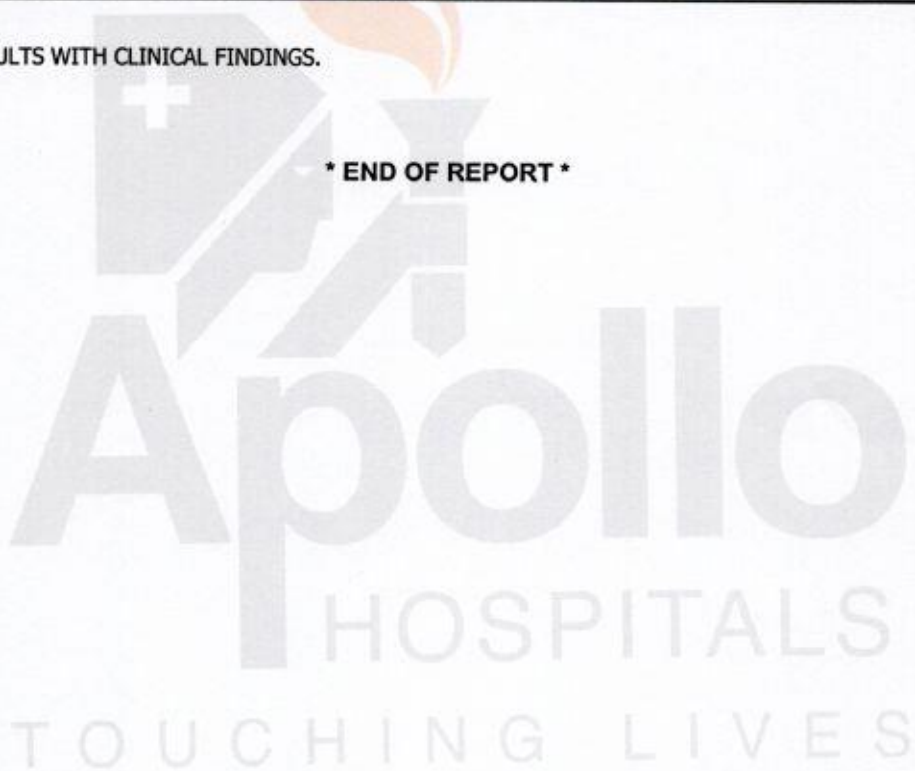 ULTS WITH CLINICAL FINDINGS.
* END OF REPORT *
Apollo
HOSPITALS
TOUCHING LIVES